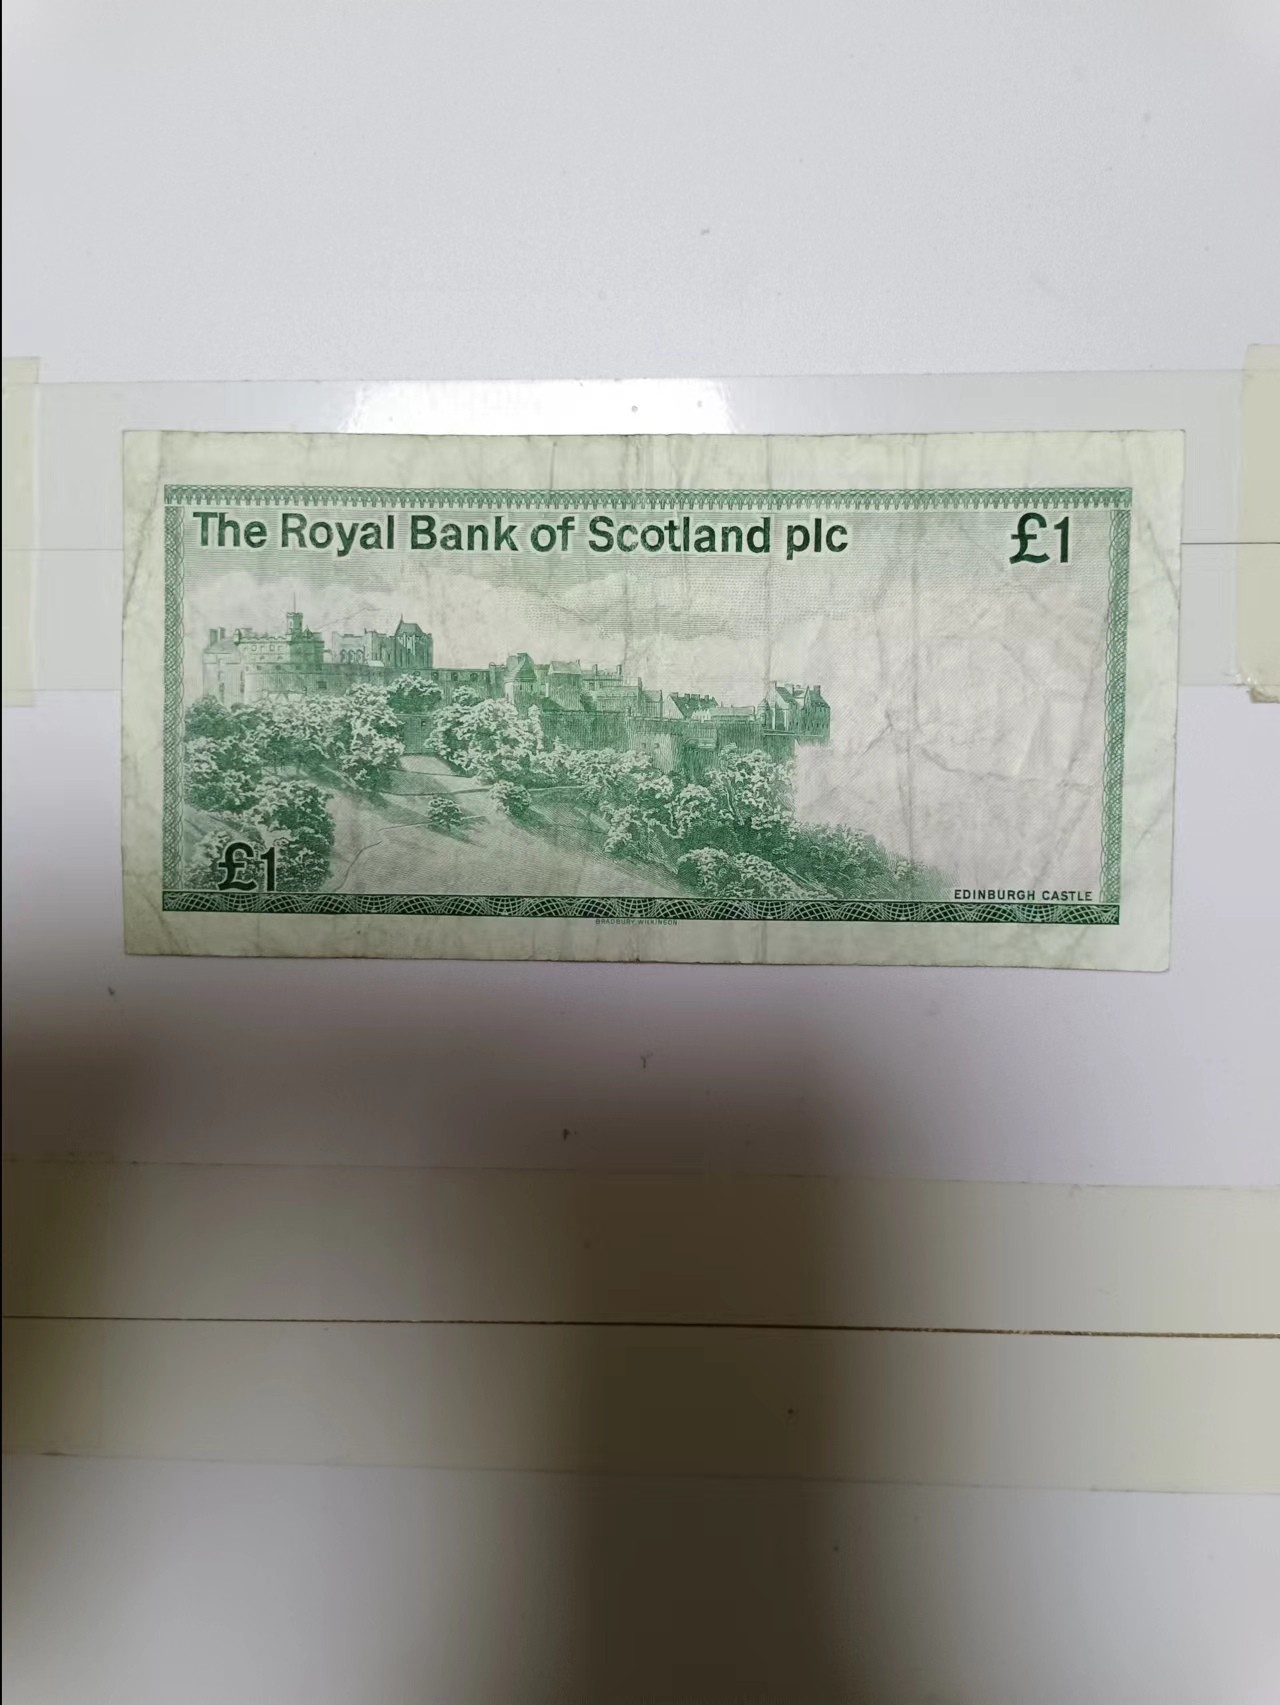 The Royal Bank of Scotland plc £1
£1
EDINBURGH CASTLE
BRADBURY, WILKINSON